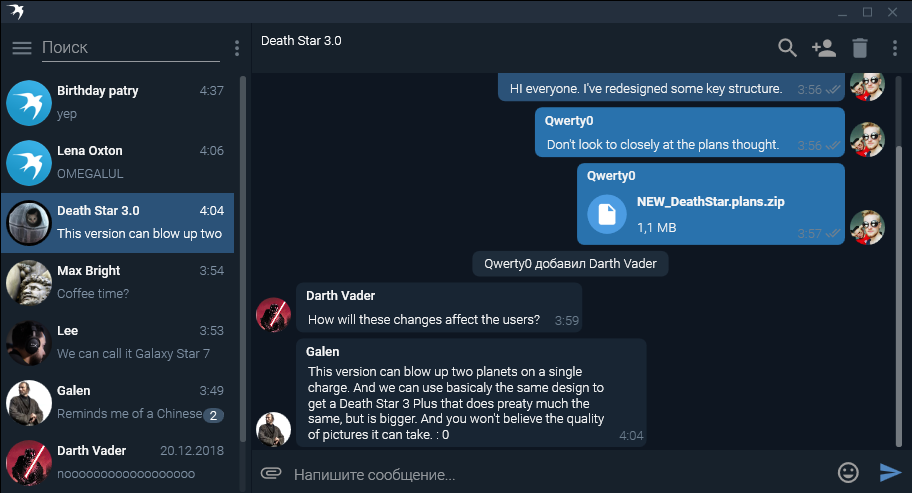 Поиск
Birthday patry 4:37
yep
Lena Oxton 4:06
OMEGALUL
Death Star 3.0 4:04
This version can blow up two
Max Bright 3:54
Coffee time?
Lee 3:53
We can call it Galaxy Star 7
Galen 3:49
Reminds me of a Chinese 2
Darth Vader 20.12.2018
noooooooooooooooooo
Death Star 3.0
HI everyone. I've redesigned some key structure. 3:56
Qwerty0
Don't look to closely at the plans thought. 3:56
Qwerty0
NEW_DeathStar.plans.zip
1,1 MB
3:57
Qwerty0 добавил Darth Vader
Darth Vader
How will these changes affect the users? 3:59
Galen
This version can blow up two planets on a single
charge. And we can use basicaly the same design to
get a Death Star 3 Plus that does preaty much the
same, but is bigger. And you won't believe the quality
of pictures it can take. : 0 4:04
Напишите сообщение...